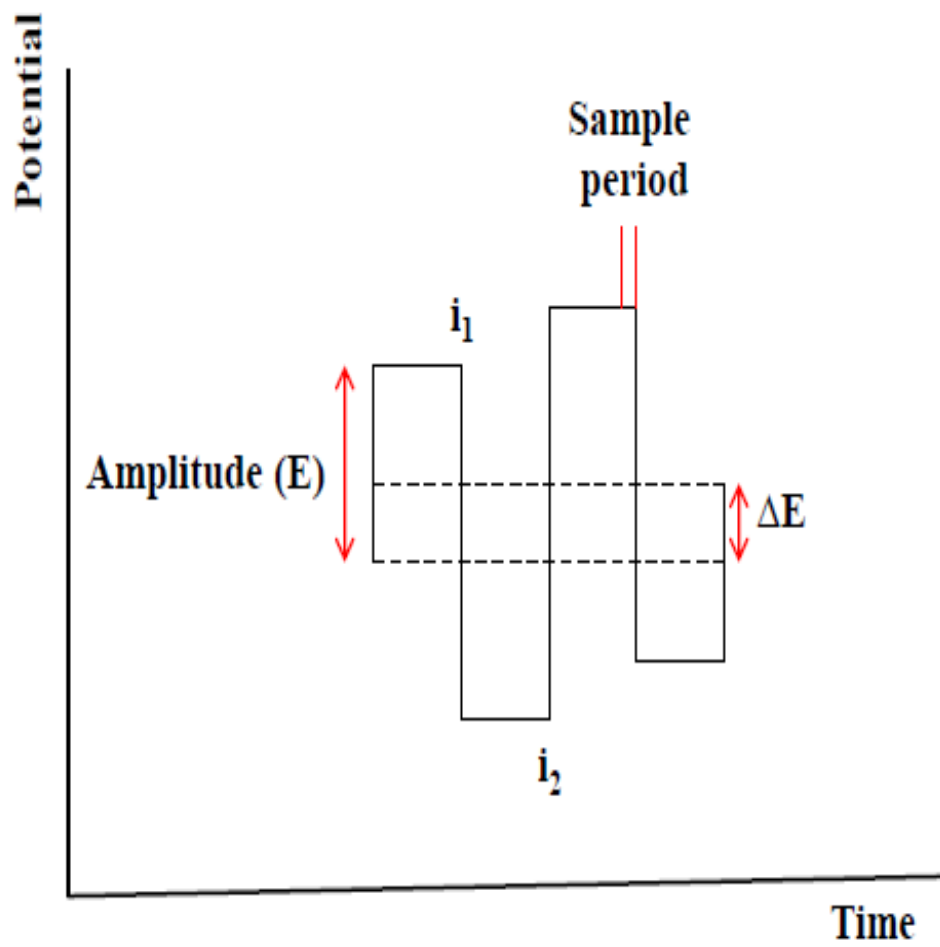 Potential
Sample
period
i₁
Amplitude (E)
ΔE
i₂
Time